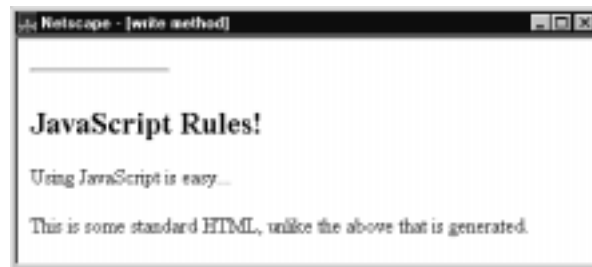 Netscape - [write method]
JavaScript Rules!
Using JavaScript is easy...
This is some standard HTML, unlike the above that is generated.